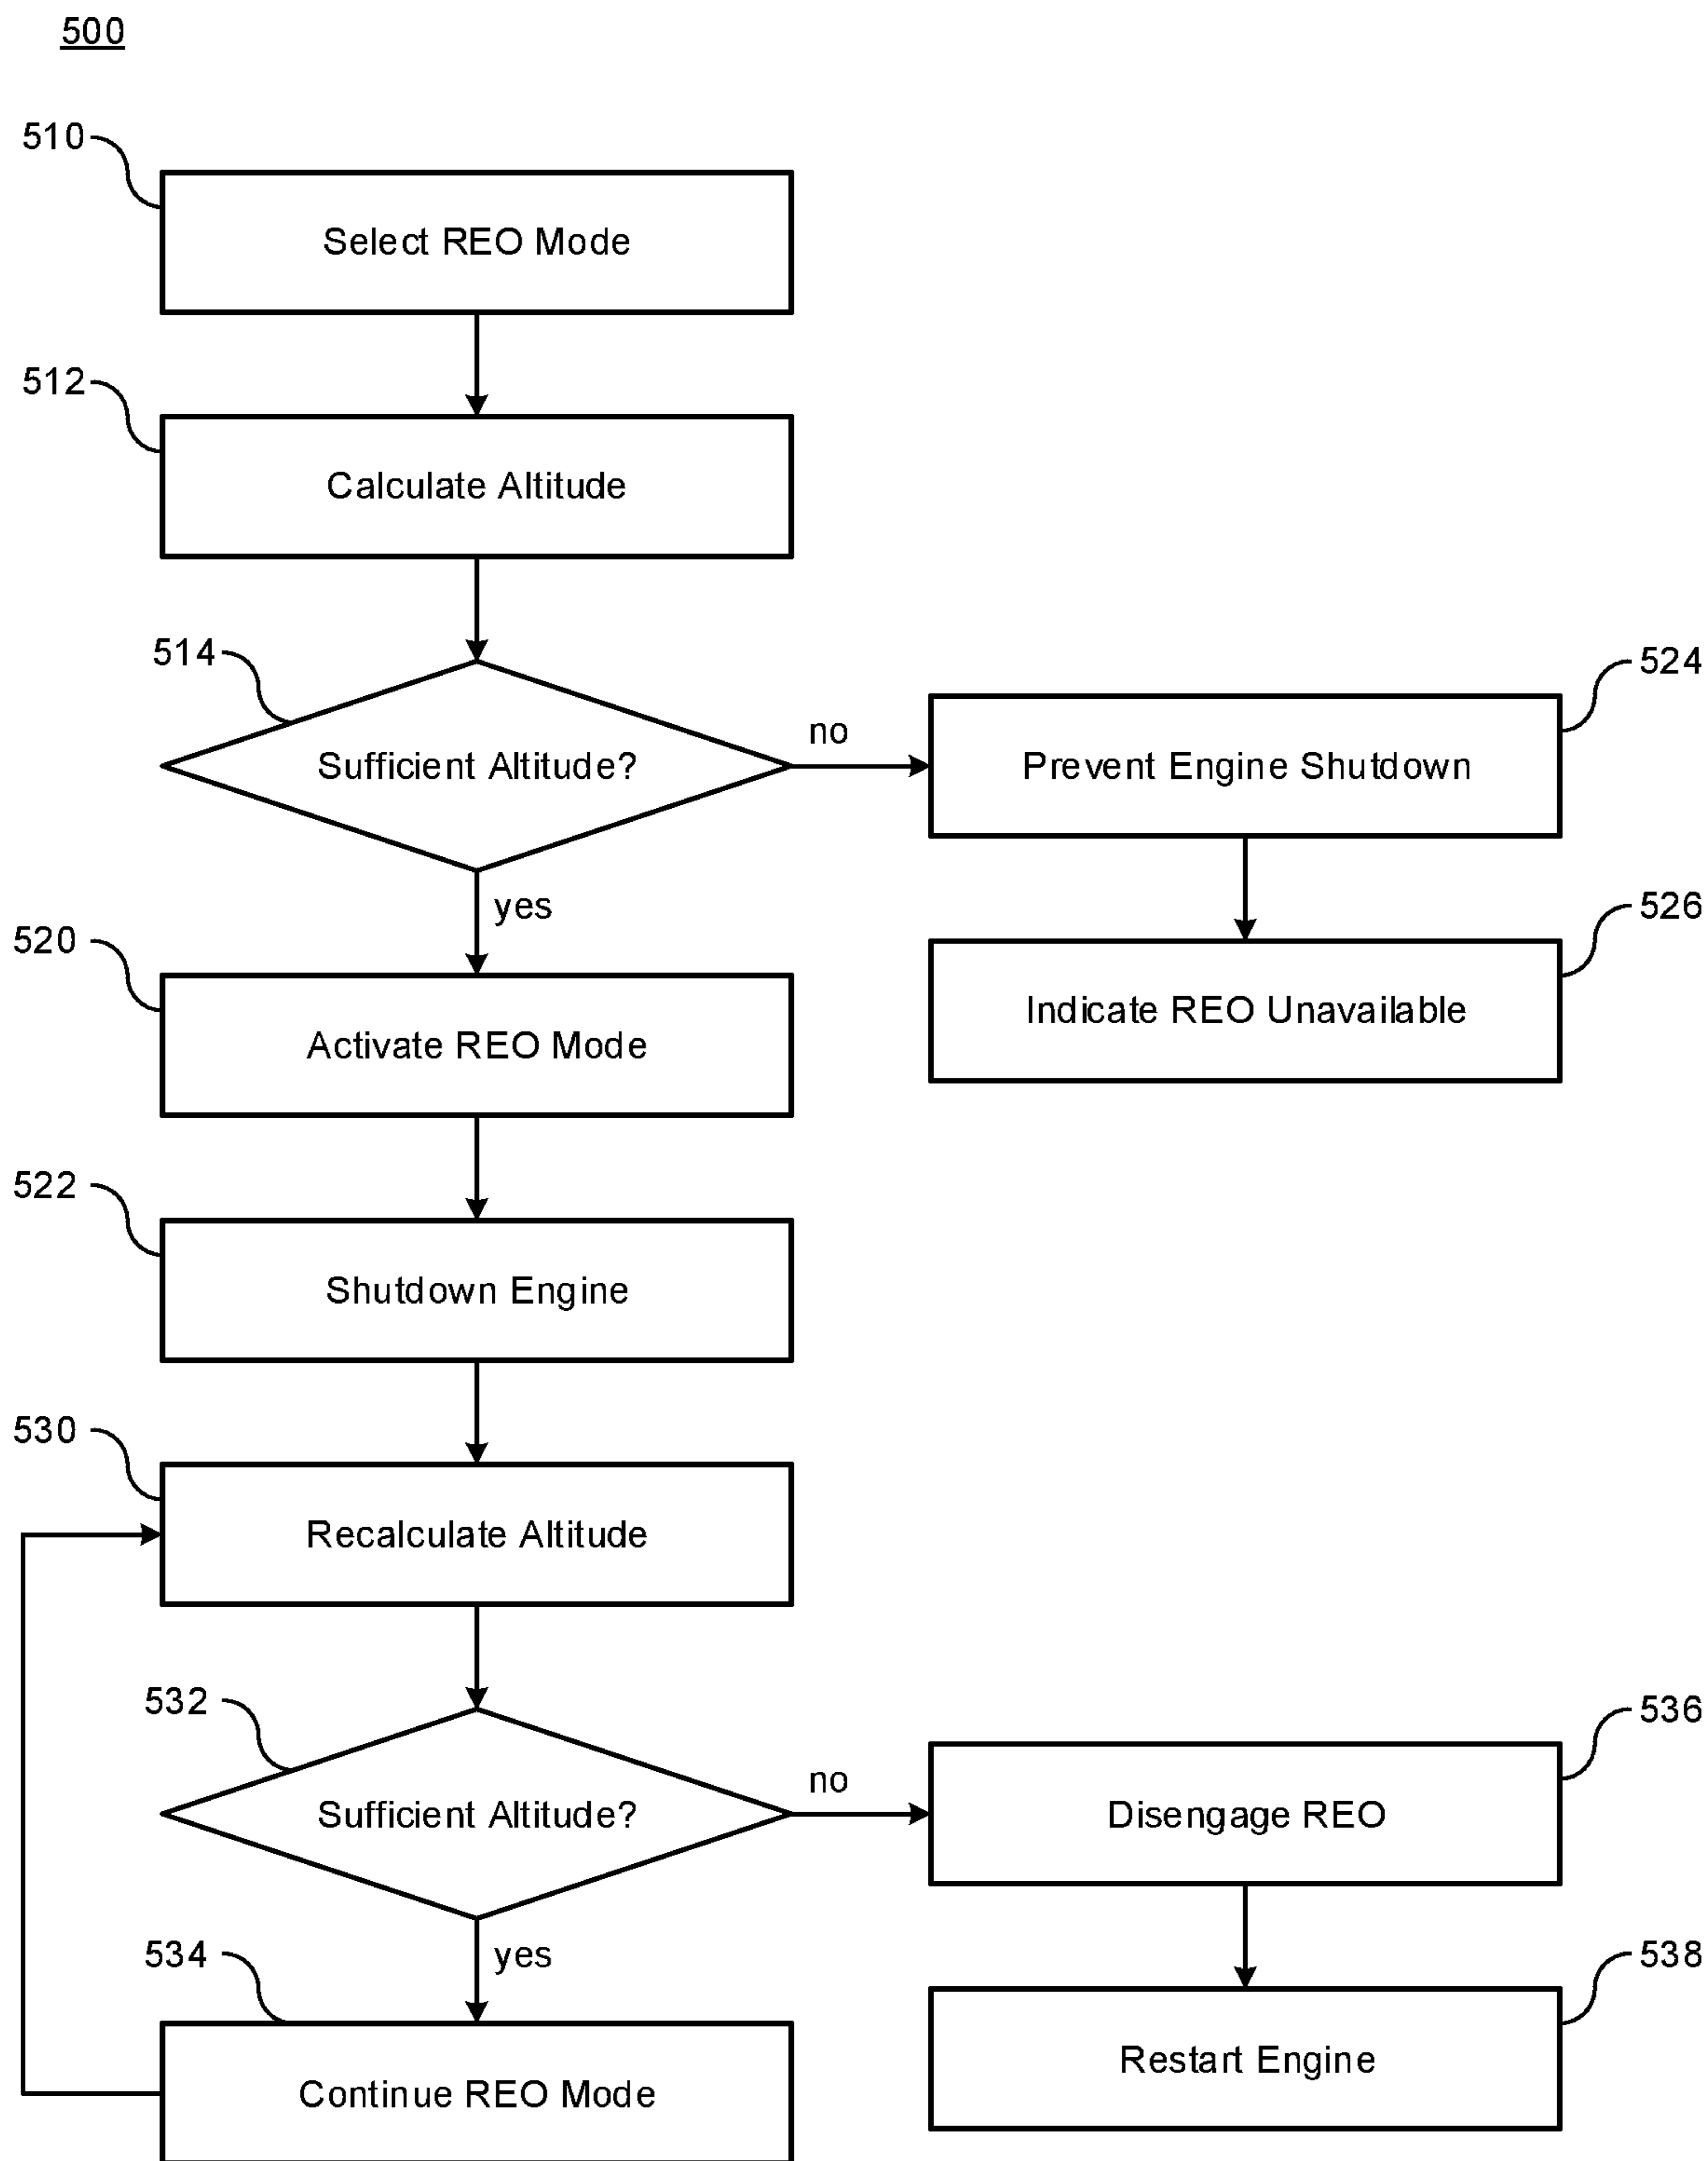 500
510
Select REO Mode
512
Calculate Altitude
514
Sufficient Altitude?
no
524
Prevent Engine Shutdown
yes
526
Indicate REO Unavailable
520
Activate REO Mode
522
Shutdown Engine
530
Recalculate Altitude
532
Sufficient Altitude?
no
536
Disengage REO
yes
534
Continue REO Mode
538
Restart Engine